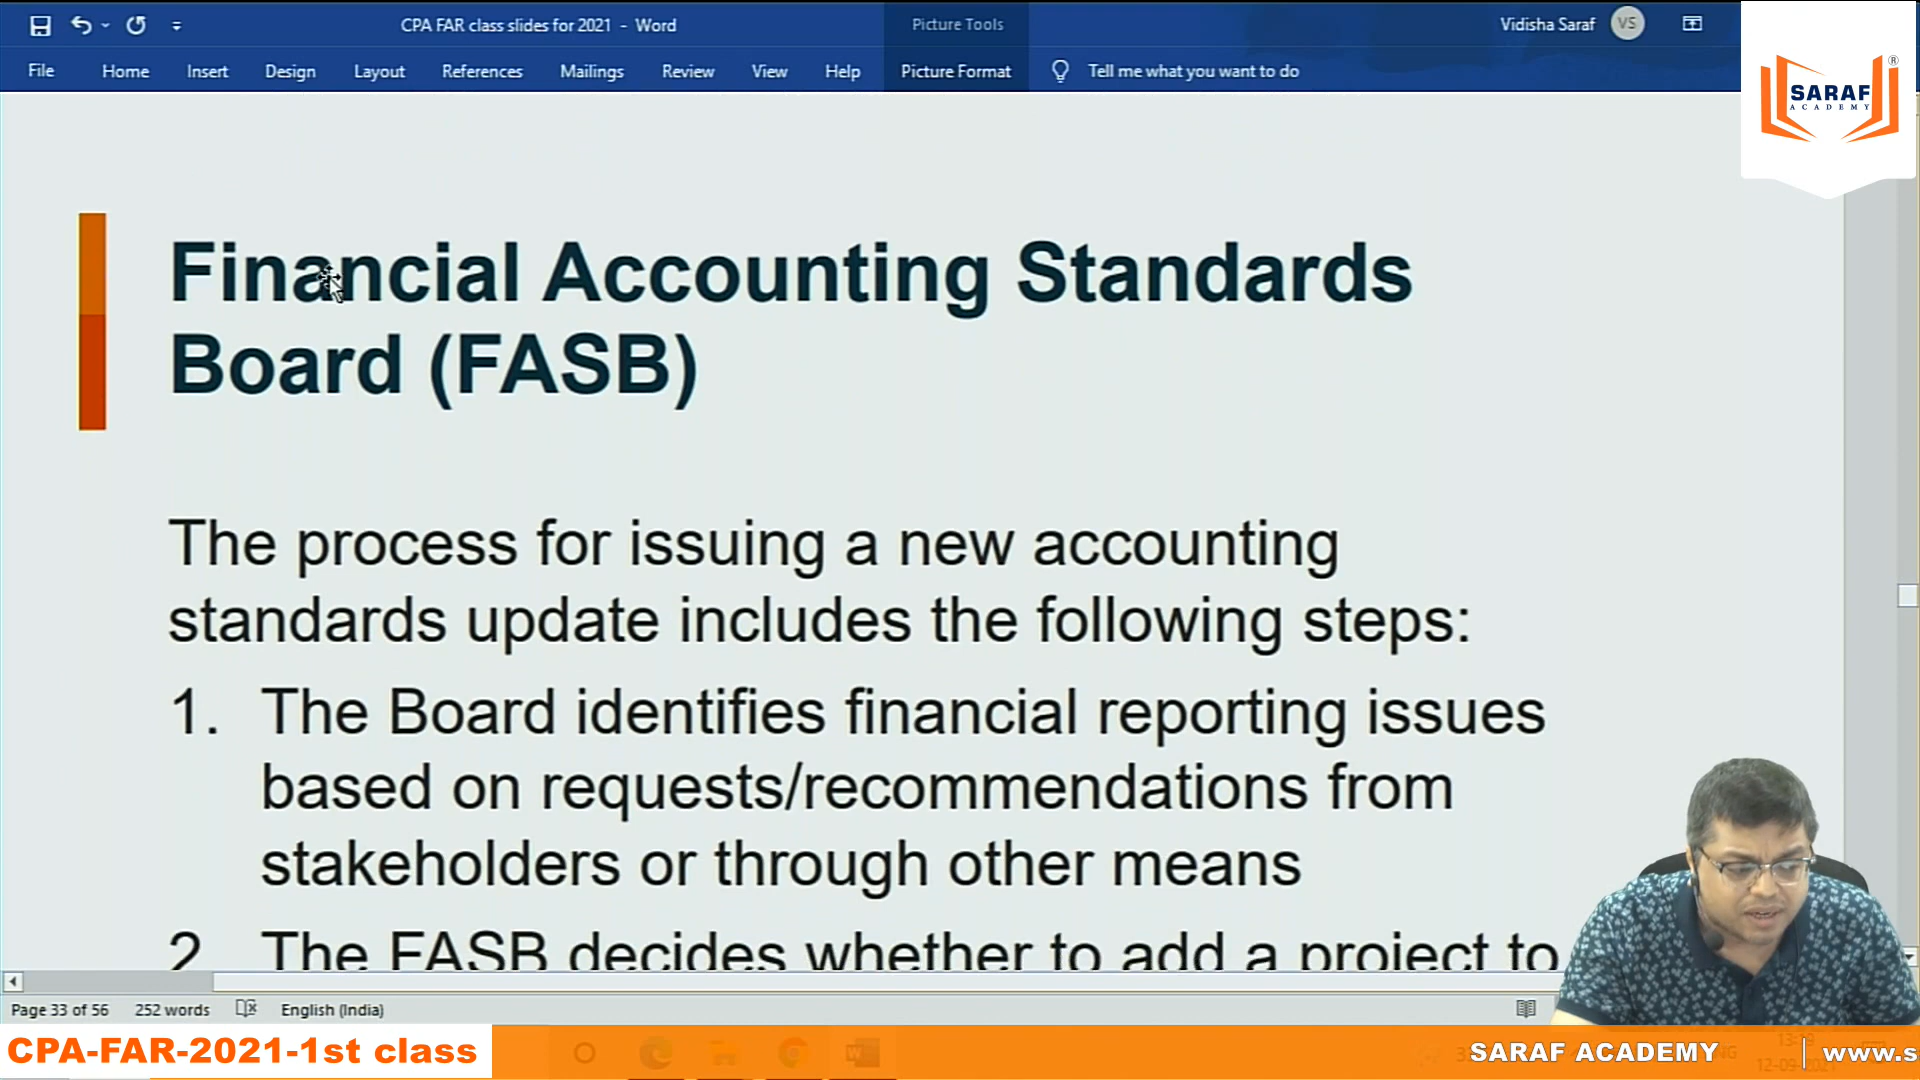 CPA FAR class slides for 2021 - Word
Picture Tools
Vidisha Saraf VS
File Home Insert Design Layout References Mailings Review View Help Picture Format Tell me what you want to do
SARAF ®
ACADEMY
Financial Accounting Standards
Board (FASB)
The process for issuing a new accounting
standards update includes the following steps:
1. The Board identifies financial reporting issues
based on requests/recommendations from
stakeholders or through other means
2. The FASB decides whether to add a project to
Page 33 of 56 252 words English (India)
CPA-FAR-2021-1st class
SARAF ACADEMY | www.s